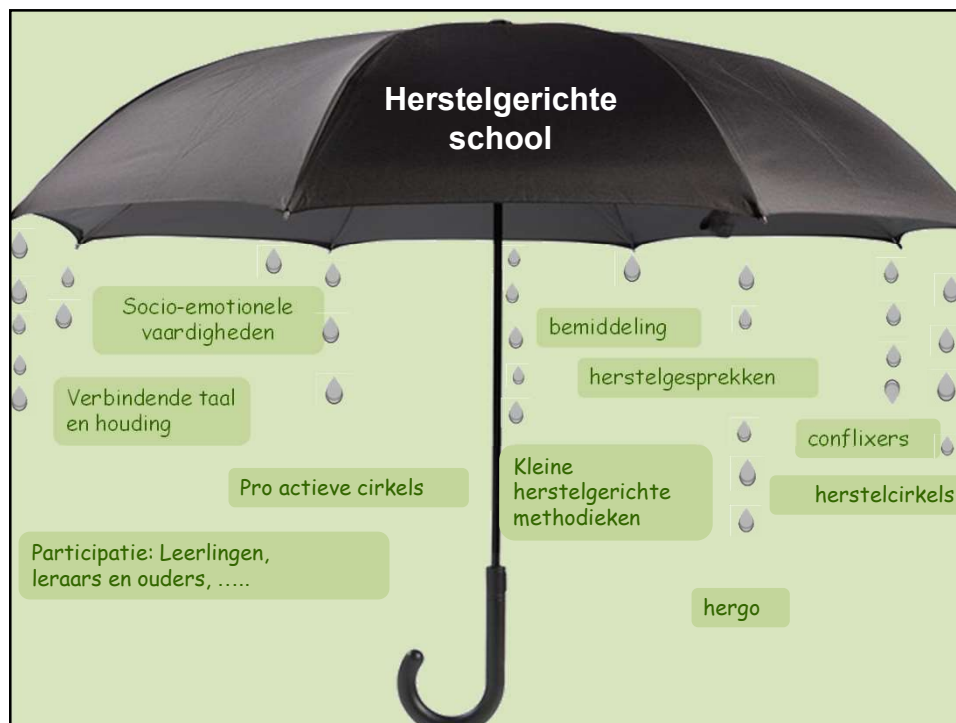 Herstelgerichte
school
Socio-emotionele
vaardigheden
Verbindende taal
en houding
Pro actieve cirkels
Participatie: Leerlingen,
leraars en ouders, …..
bemiddeling
herstelgesprekken
conflixers
Kleine
herstelgerichte
methodieken
herstelcirkels
hergo